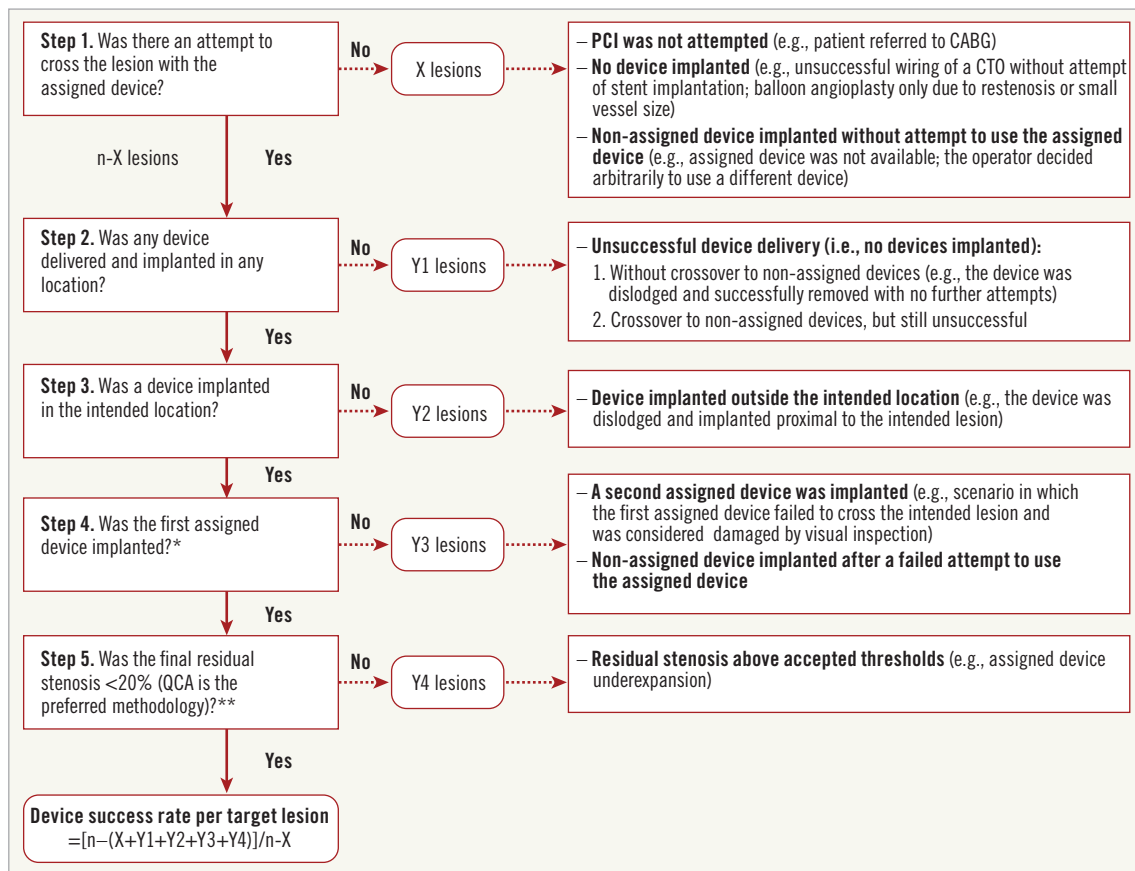 Step 1. Was there an attempt to
cross the lesion with the
assigned device?
No
X lesions
– PCI was not attempted (e.g., patient referred to CABG)
– No device implanted (e.g., unsuccessful wiring of a CTO without attempt
of stent implantation; balloon angioplasty only due to restenosis or small
vessel size)
– Non-assigned device implanted without attempt to use the assigned
device (e.g., assigned device was not available; the operator decided
arbitrarily to use a different device)
n-X lesions
Yes
Step 2. Was any device
delivered and implanted in any
location?
No
Y1 lesions
– Unsuccessful device delivery (i.e., no devices implanted):
1. Without crossover to non-assigned devices (e.g., the device was
dislodged and successfully removed with no further attempts)
2. Crossover to non-assigned devices, but still unsuccessful
Yes
Step 3. Was a device implanted
in the intended location?
No
Y2 lesions
– Device implanted outside the intended location (e.g., the device was
dislodged and implanted proximal to the intended lesion)
Yes
Step 4. Was the first assigned
device implanted?*
No
Y3 lesions
– A second assigned device was implanted (e.g., scenario in which
the first assigned device failed to cross the intended lesion and
was considered damaged by visual inspection)
– Non-assigned device implanted after a failed attempt to use
the assigned device
Yes
Step 5. Was the final residual
stenosis <20% (QCA is the
preferred methodology)?**
No
Y4 lesions
– Residual stenosis above accepted thresholds (e.g., assigned device
underexpansion)
Yes
Device success rate per target lesion
=[n–(X+Y1+Y2+Y3+Y4)]/n-X